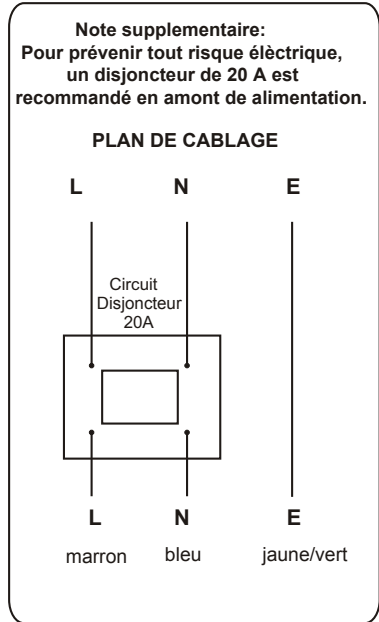 Note supplementaire:
Pour prévenir tout risque élèctrique,
un disjoncteur de 20 A est
recommandé en amont de alimentation.
PLAN DE CABLAGE
L N E
Circuit
Disjoncteur
20A
L N E
marron bleu jaune/vert